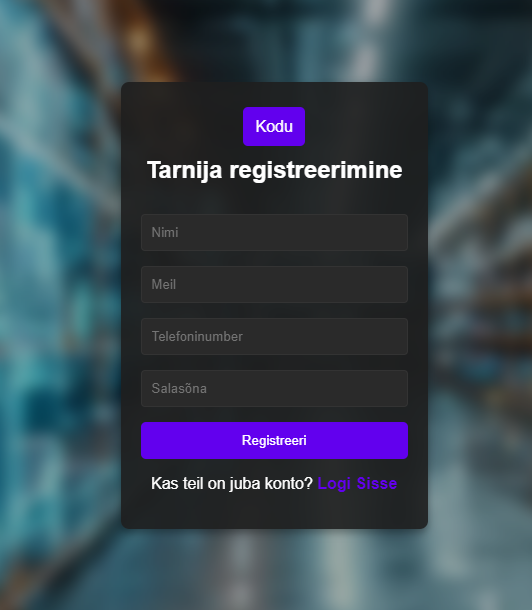 Kodu
Tarnija registreerimine
Nimi
Meil
Telefoninumber
Salasõna
Registreeri
Kas teil on juba konto? Logi Sisse